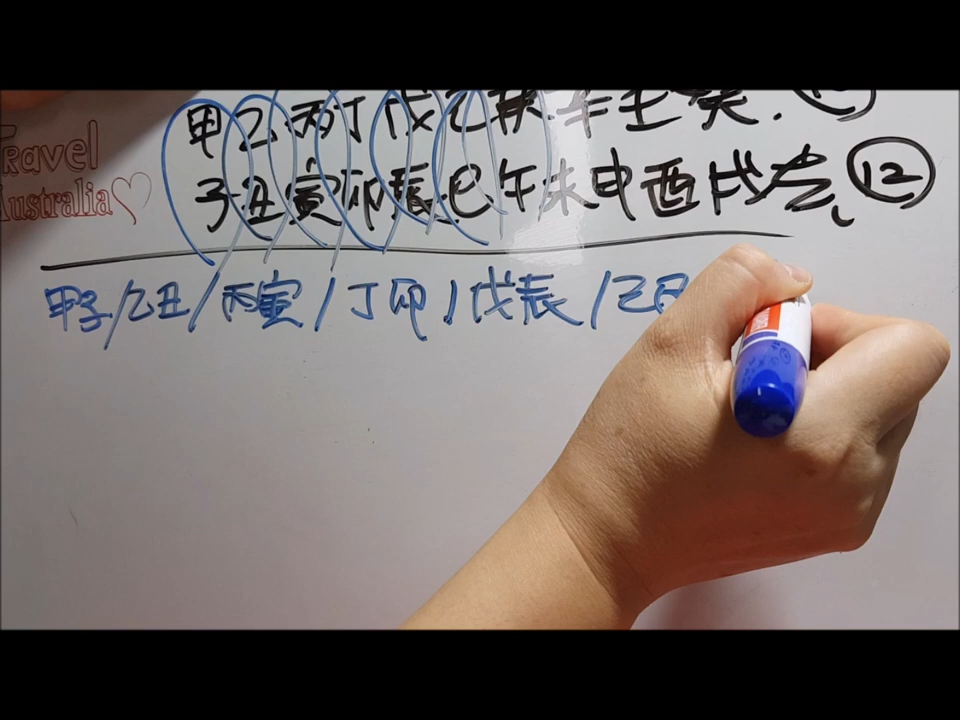 Travel
Australia♡
甲乙丙丁戊己庚辛壬癸.
子丑寅卯辰巳午未申酉戌亥、⑫
甲子/乙丑/丙寅/丁卯/戊辰/己巳